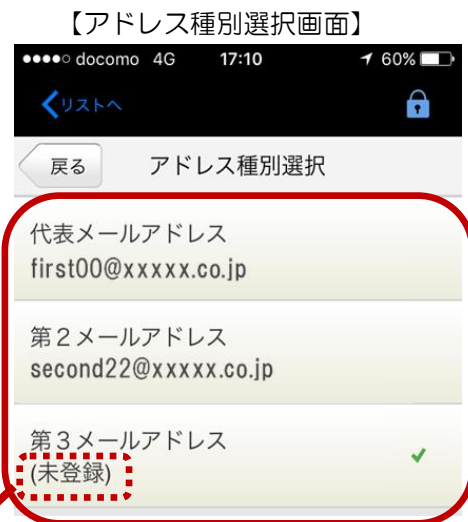 【アドレス種別選択画面】
docomo 4G 17:10 60%
リストへ
戻る アドレス種別選択
代表メールアドレス
first00@xxxxx.co.jp
第２メールアドレス
second22@xxxxx.co.jp
第３メールアドレス
(未登録)